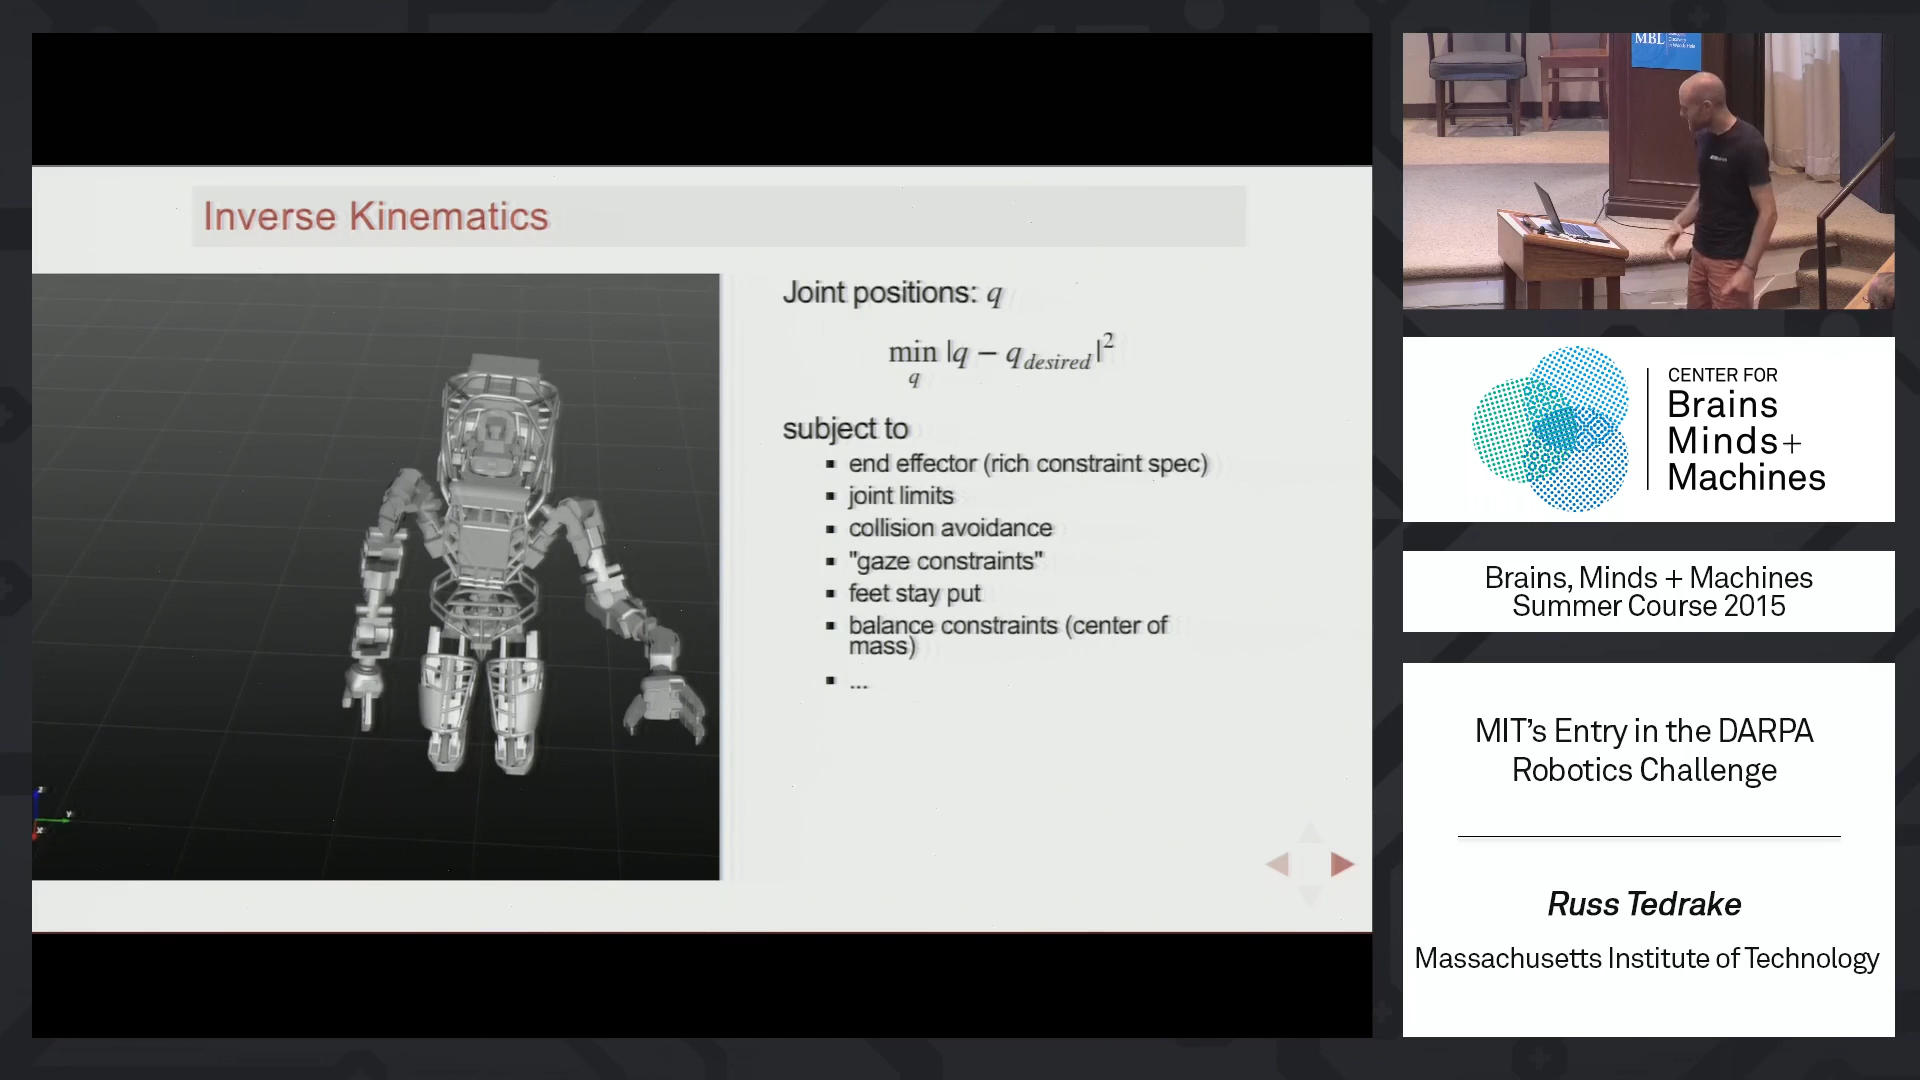 Inverse Kinematics
Joint positions: q
min |q − q desired|²
q
subject to
▪ end effector (rich constraint spec)
▪ joint limits
▪ collision avoidance
▪ "gaze constraints"
▪ feet stay put
▪ balance constraints (center of
mass)
▪ ...
z
Y
X
MBL
CENTER FOR
Brains
Minds+
Machines
Brains, Minds + Machines
Summer Course 2015
MIT’s Entry in the DARPA
Robotics Challenge
Russ Tedrake
Massachusetts Institute of Technology